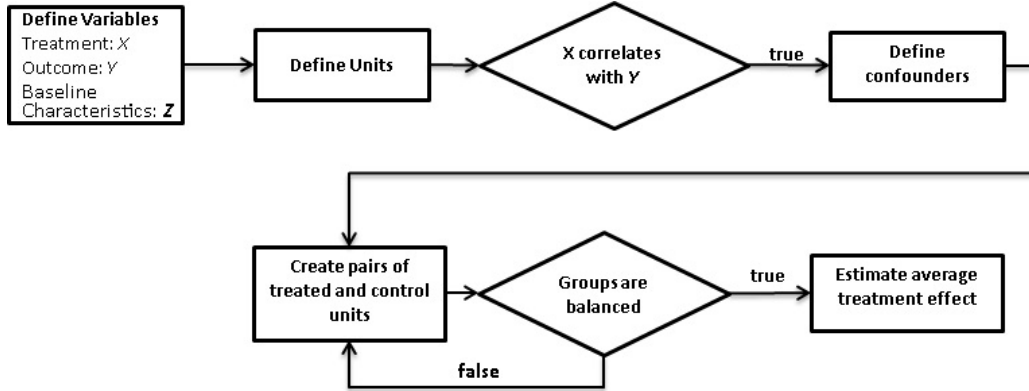 Define Variables
Treatment: X
Outcome: Y
Baseline
Characteristics: Z
Define Units
X correlates
with Y
true
Define
confounders
Create pairs of
treated and control
units
Groups are
balanced
true
Estimate average
treatment effect
false